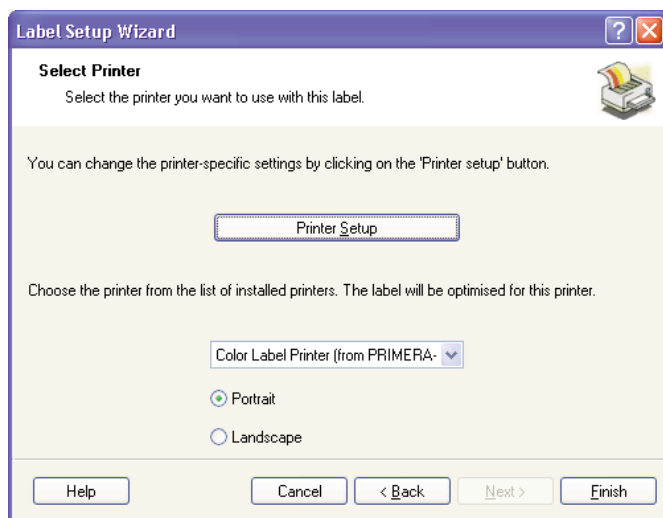 Label Setup Wizard
Select Printer
Select the printer you want to use with this label.
You can change the printer-specific settings by clicking on the 'Printer setup' button.
Printer Setup
Choose the printer from the list of installed printers. The label will be optimised for this printer.
Color Label Printer (from PRIMERA-
Portrait
Landscape
Help Cancel < Back Next > Finish